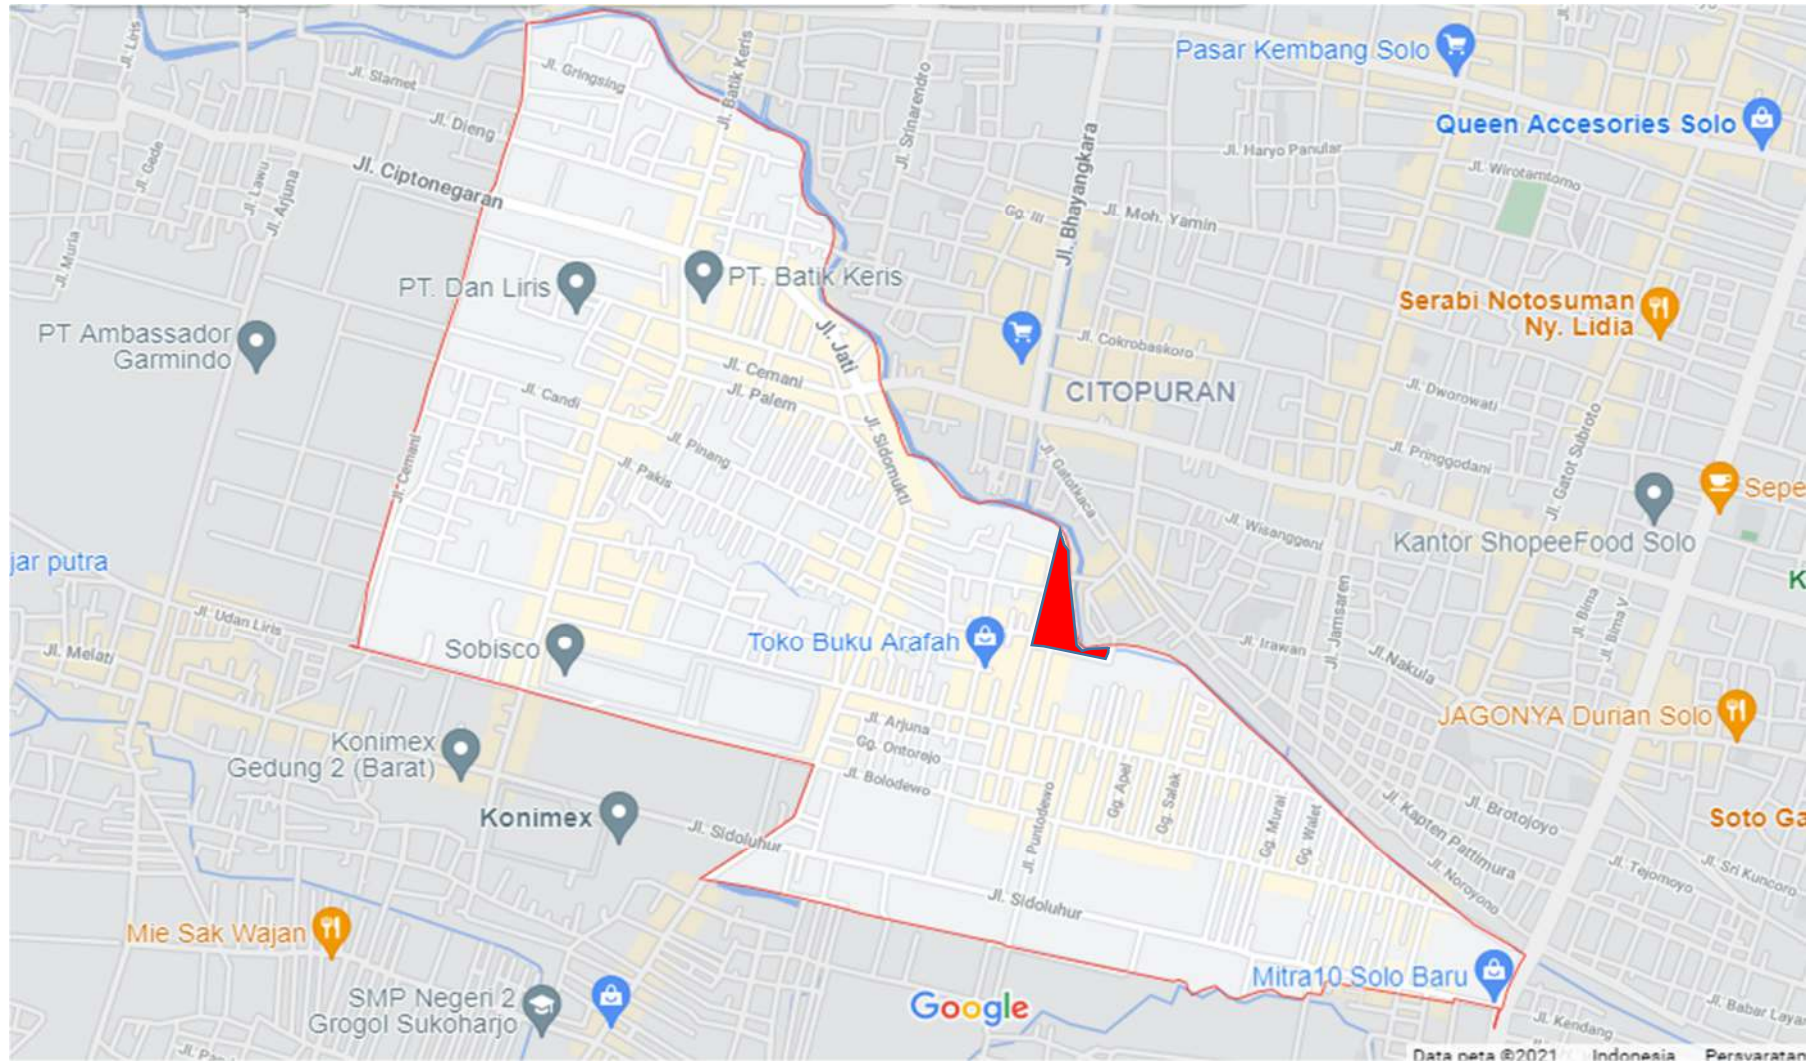 Pasar Kembang Solo
Queen Accesories Solo
Jl. Liris
Jl. Slamet
Jl. Gringsing
Jl. Batik Keris
Jl. Dieng
Jl. Srinarendro
Jl. Bhayangkara
Jl. Haryo Panular
Jl. Wirotamtomo
Jl. Gede
Jl. Lawu
Jl. Arjuna
Jl. Ciptonegaran
Gg. III
Jl. Moh. Yamin
Jl. Muria
PT. Dan Liris
PT. Batik Keris
Serabi Notosuman
Ny. Lidia
PT Ambassador
Garmindo
Jl. Jati
Jl. Cokrobaskoro
Jl. Cemani
Jl. Palem
Jl. Candi
CITOPURAN
Jl. Dworowati
Jl. Gatot Subroto
Jl. Pinang
Jl. Sidomukti
Jl. Pakis
Jl. Cemani
Jl. Gatotkaca
Jl. Pringgodani
Sepe
Jl. Wisanggeni
Kantor ShopeeFood Solo
jar putra
K
Jl. Udan Liris
Jl. Melati
Sobisco
Toko Buku Arafah
Jl. Irawan
Jl. Jamsaren
Jl. Nakula
Jl. Bima
Jl. Bima V
JAGONYA Durian Solo
Jl. Arjuna
Gg. Ontorejo
Jl. Bolodewo
Konimex
Gedung 2 (Barat)
Konimex
Jl. Sidoluhur
Jl. Puntodewo
Gg. Apel
Gg. Salak
Gg. Murai
Gg. Walet
Jl. Kapten Pattimura
Jl. Brotojoyo
Soto Ga
Jl. Noroyono
Jl. Tejomoyo
Jl. Sri Kuncoro
Jl. Sidoluhur
Mie Sak Wajan
SMP Negeri 2
Grogol Sukoharjo
Mitra10 Solo Baru
Google
Jl. Babar Layar
Jl. Kendang
Data peta ©2021 Indonesia Persyaratan